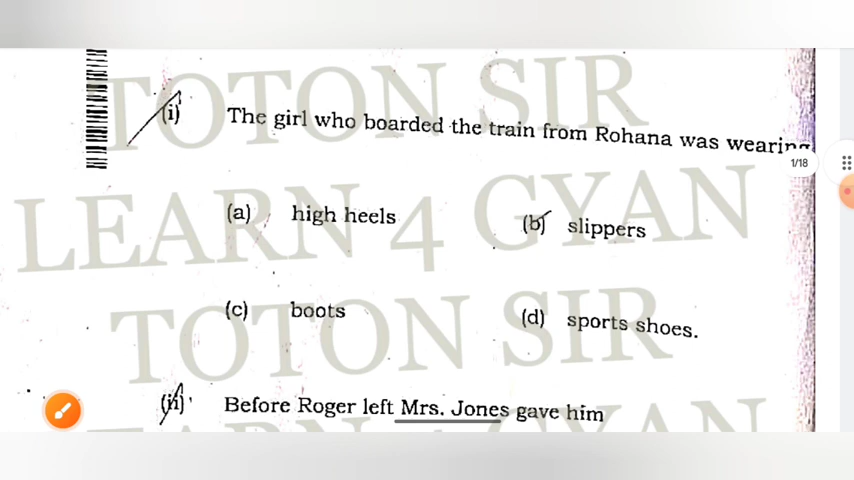 TOTON SIR
(i) The girl who boarded the train from Rohana was wearing
1/18
LEARN 4 GYAN
(a) high heels (b) slippers
TOTON SIR
(c) boots (d) sports shoes.
(ii) Before Roger left Mrs. Jones gave him